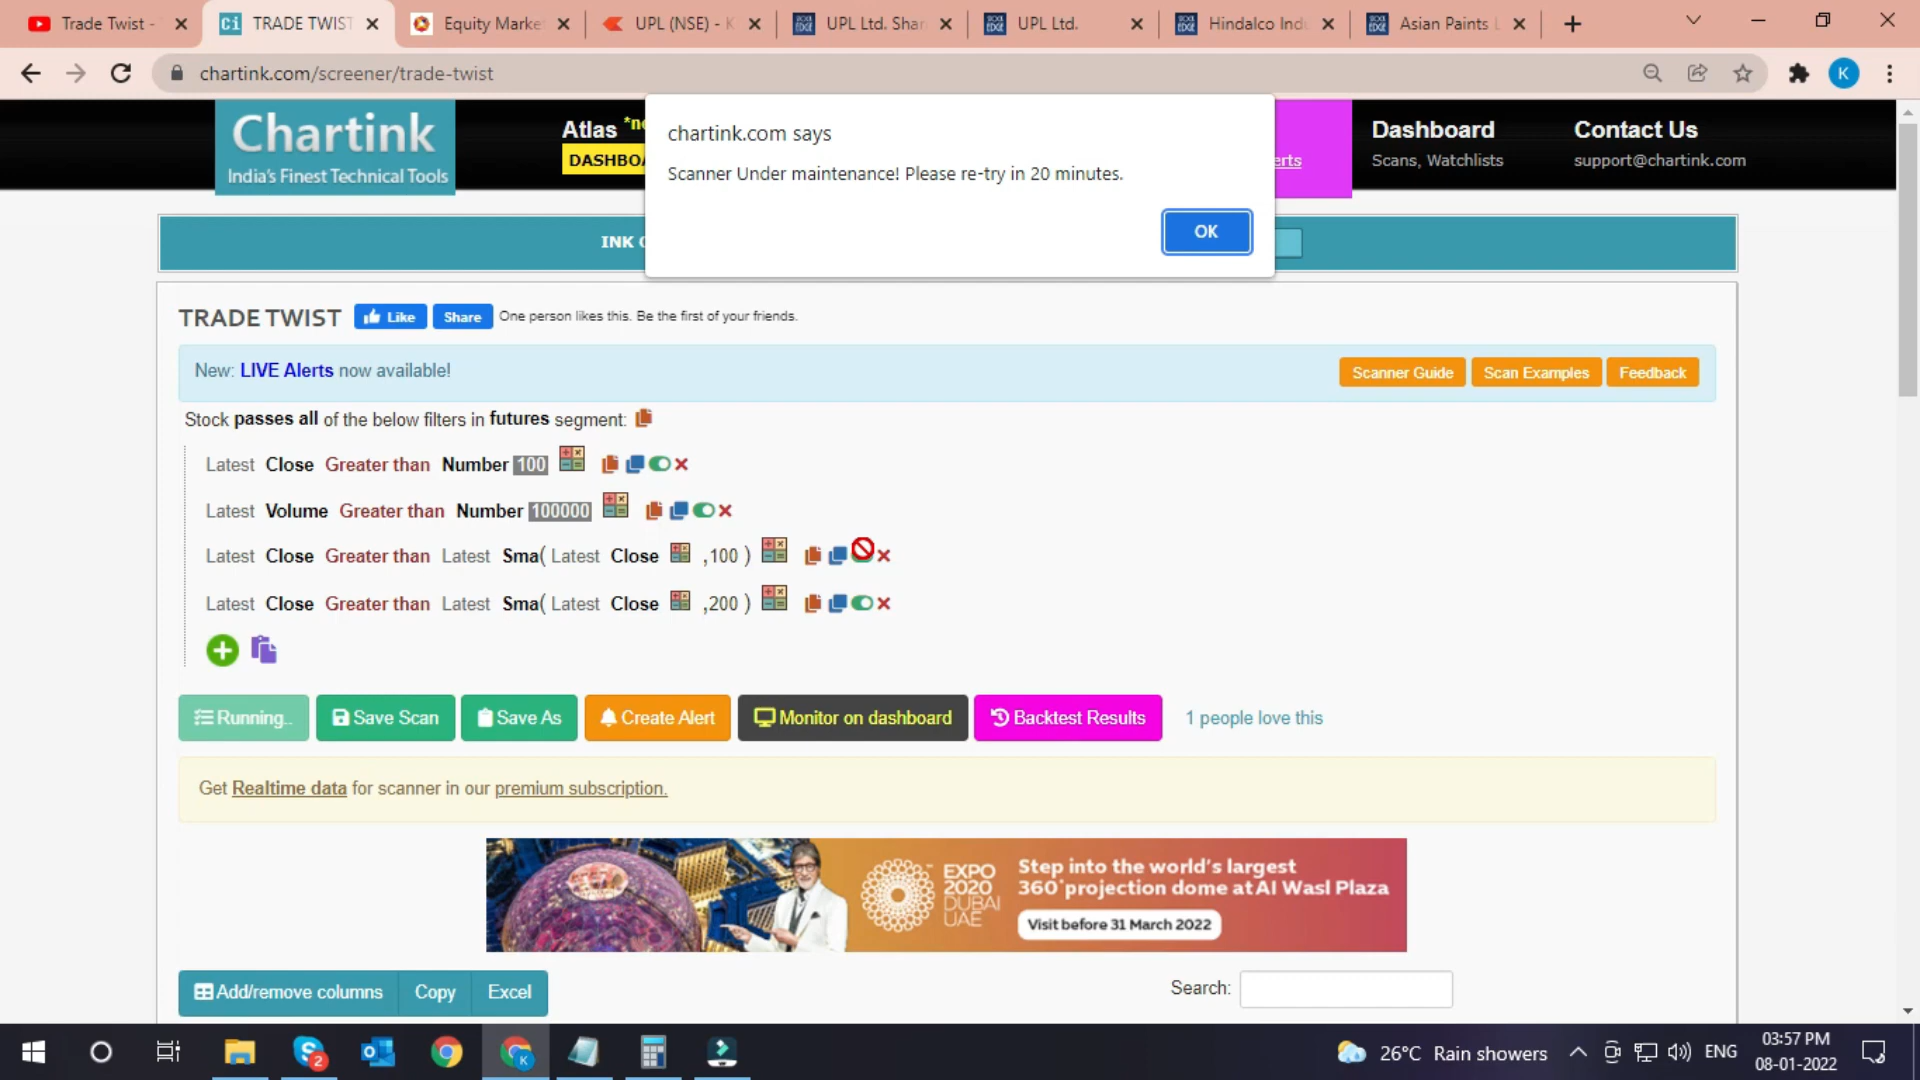 Trade Twist -
TRADE TWIST
Equity Marke
UPL (NSE) - K
UPL Ltd. Shar
UPL Ltd.
Hindalco Indu
Asian Paints L
chartink.com/screener/trade-twist
K
Chartink
India's Finest Technical Tools
Atlas *ne
DASHBOA
erts
Dashboard
Scans, Watchlists
Contact Us
support@chartink.com
chartink.com says
Scanner Under maintenance! Please re-try in 20 minutes.
OK
INK
TRADE TWIST Like Share One person likes this. Be the first of your friends.
New: LIVE Alerts now available!
Scanner Guide Scan Examples Feedback
Stock passes all of the below filters in futures segment:
Latest Close Greater than Number 100
Latest Volume Greater than Number 100000
Latest Close Greater than Latest Sma( Latest Close ,100 )
Latest Close Greater than Latest Sma( Latest Close ,200 )
Running.. Save Scan Save As Create Alert Monitor on dashboard Backtest Results 1 people love this
Get Realtime data for scanner in our premium subscription.
EXPO
2020
DUBAI
UAE
Step into the world's largest
360° projection dome at Al Wasl Plaza
Visit before 31 March 2022
Add/remove columns Copy Excel
Search:
26°C Rain showers
ENG
03:57 PM
08-01-2022